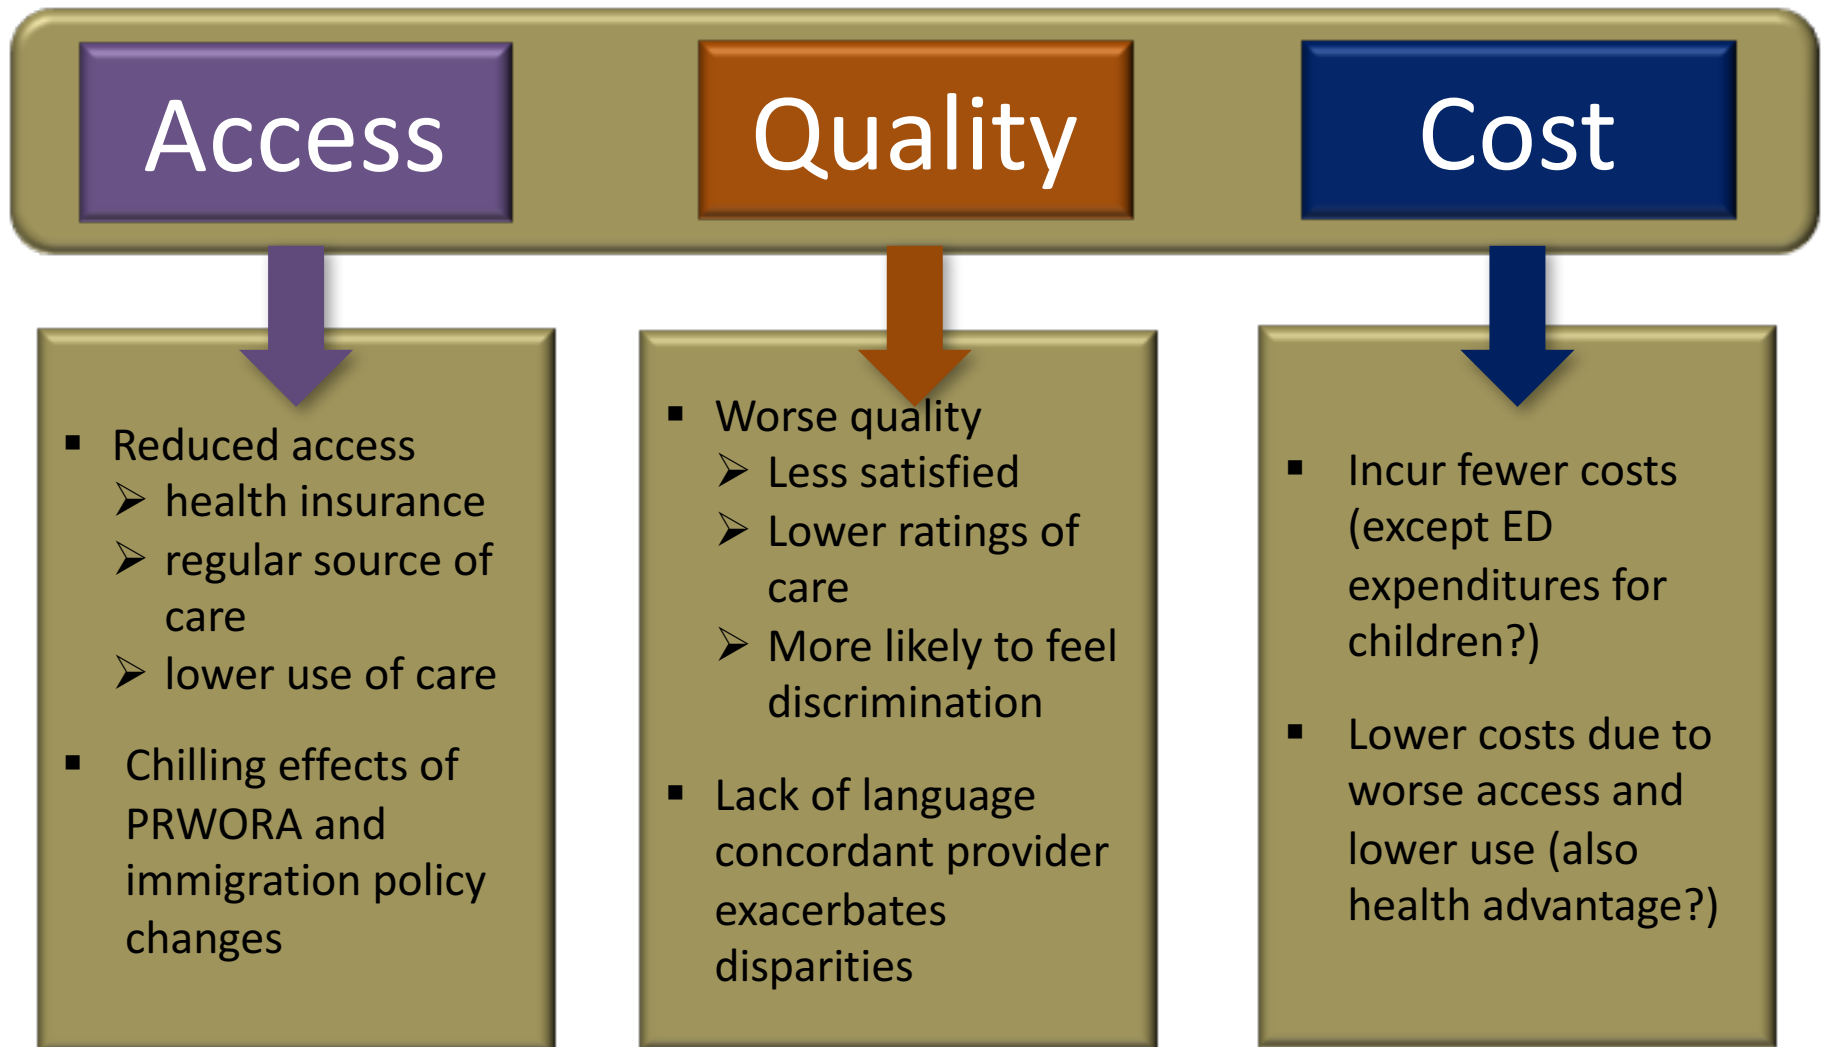 Access
Quality
Cost
▪ Reduced access
➢ health insurance
➢ regular source of
care
➢ lower use of care
▪ Chilling effects of
PRWORA and
immigration policy
changes
▪ Worse quality
➢ Less satisfied
➢ Lower ratings of
care
➢ More likely to feel
discrimination
▪ Lack of language
concordant provider
exacerbates
disparities
▪ Incur fewer costs
(except ED
expenditures for
children?)
▪ Lower costs due to
worse access and
lower use (also
health advantage?)